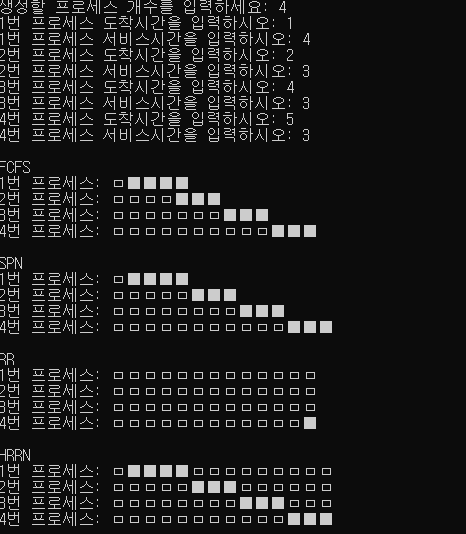 생성할 프로세스 개수를 입력하세요: 4
1번 프로세스 도착시간을 입력하시오: 1
1번 프로세스 서비스시간을 입력하시오: 4
2번 프로세스 도착시간을 입력하시오: 2
2번 프로세스 서비스시간을 입력하시오: 3
3번 프로세스 도착시간을 입력하시오: 4
3번 프로세스 서비스시간을 입력하시오: 3
4번 프로세스 도착시간을 입력하시오: 5
4번 프로세스 서비스시간을 입력하시오: 3
FCFS
1번 프로세스: □■■■■
2번 프로세스: □□□□■■■
3번 프로세스: □□□□□□□■■■
4번 프로세스: □□□□□□□□□□■■■
SPN
1번 프로세스: □■■■■
2번 프로세스: □□□□□■■■
3번 프로세스: □□□□□□□□■■■
4번 프로세스: □□□□□□□□□□□■■■
RR
1번 프로세스: □□□□□□□□□□□□□
2번 프로세스: □□□□□□□□□□□□□
3번 프로세스: □□□□□□□□□□□□□
4번 프로세스: □□□□□□□□□□□□■
HRRN
1번 프로세스: □■■■■□□□□□□□□□
2번 프로세스: □□□□□■■■□□□□□□
3번 프로세스: □□□□□□□□■■■□□□
4번 프로세스: □□□□□□□□□□□■■■